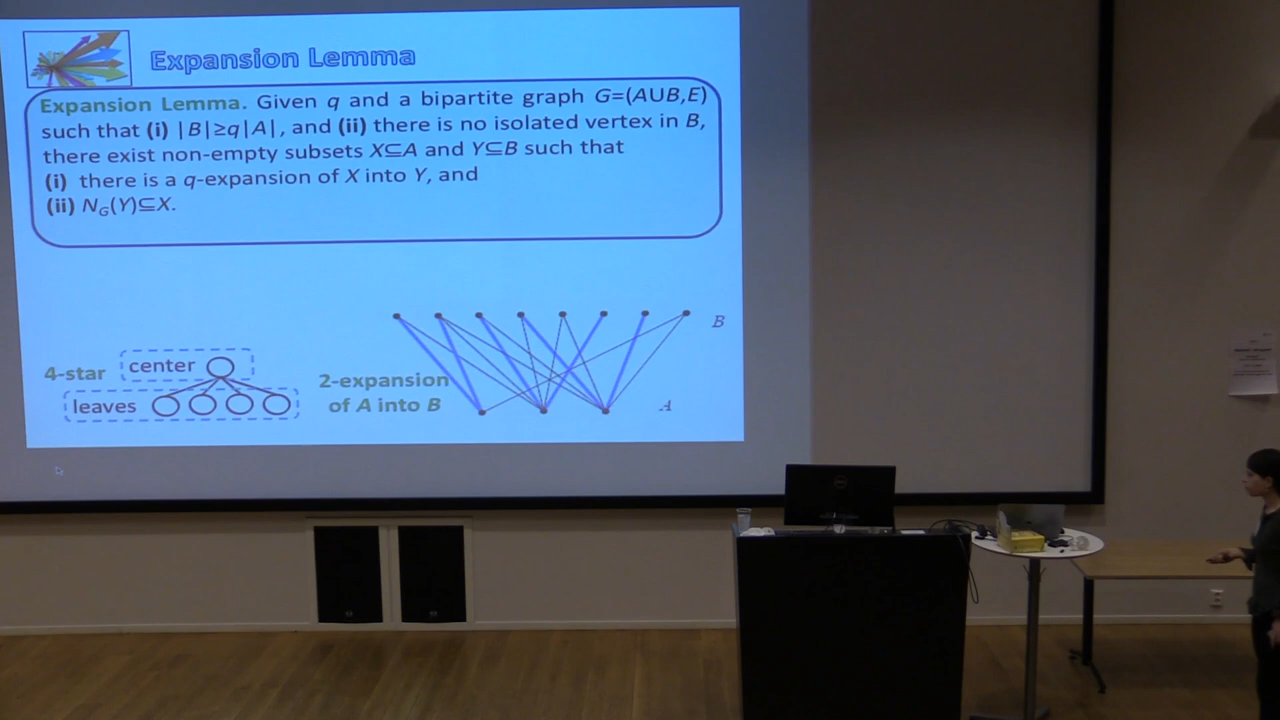 Expansion Lemma
Expansion Lemma. Given q and a bipartite graph G=(A∪B,E)
such that (i) |B|≥q|A|, and (ii) there is no isolated vertex in B,
there exist non-empty subsets X⊆A and Y⊆B such that
(i) there is a q-expansion of X into Y, and
(ii) N_G(Y)⊆X.
B
4-star
center
leaves
2-expansion
of A into B
A